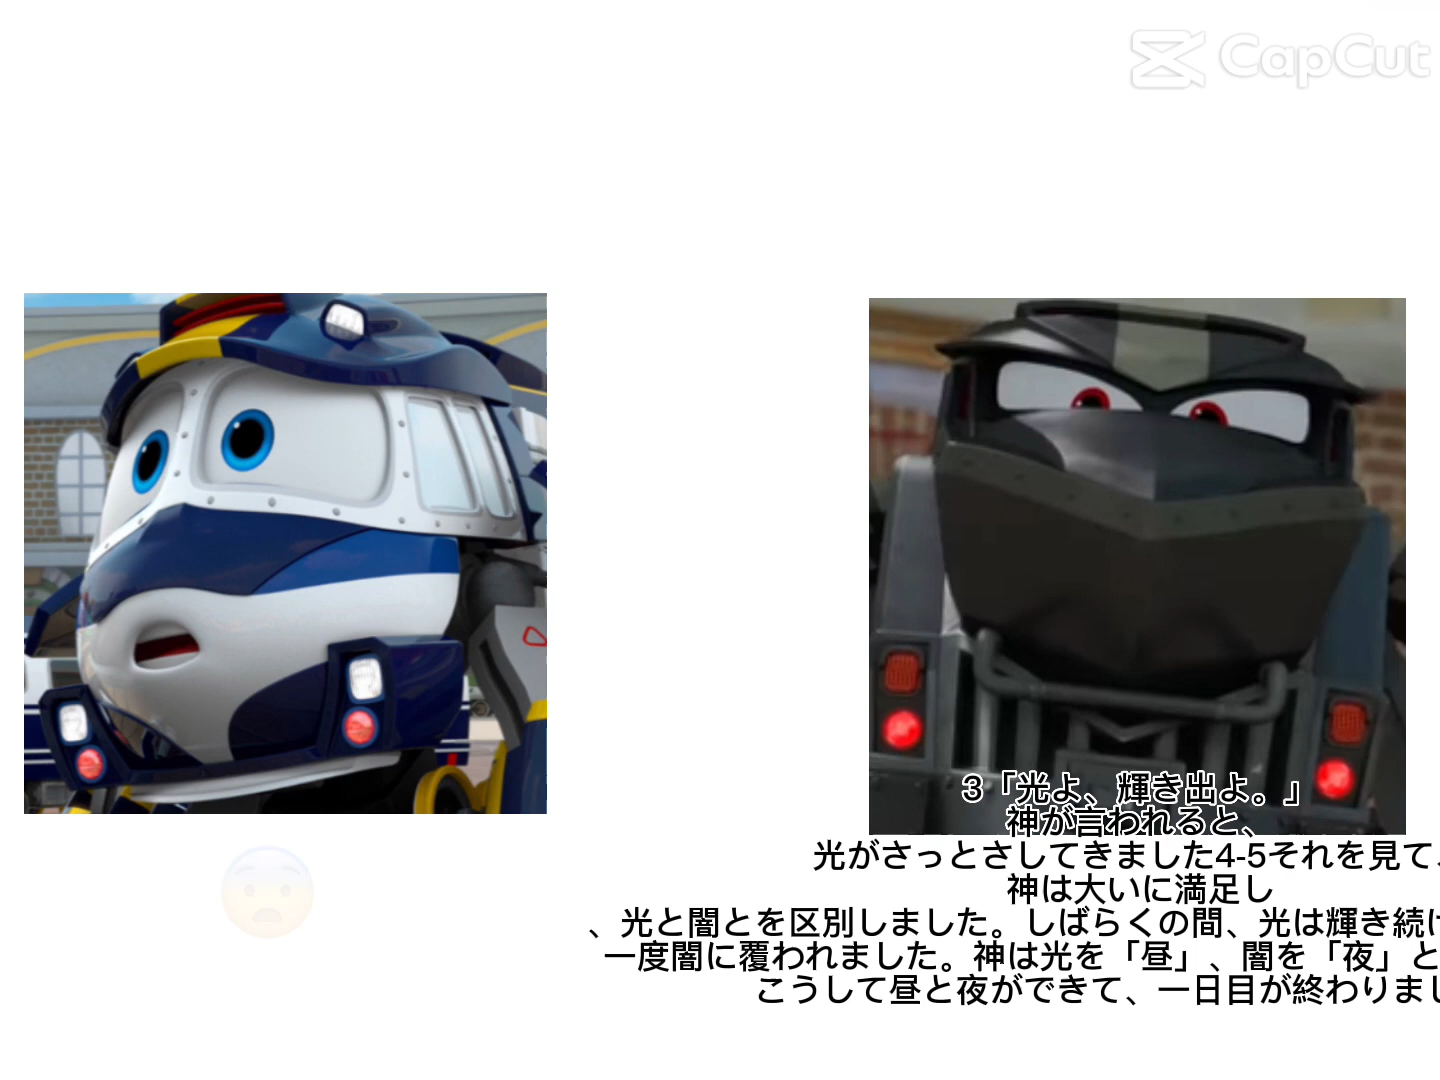 CapCut
3「光よ、輝き出よ。」
神が言われると、
光がさっとさしてきました4-5それを見て、
神は大いに満足し
、光と闇とを区別しました。しばらくの間、光は輝き続け
一度闇に覆われました。神は光を「昼」、闇を「夜」と
こうして昼と夜ができて、一日目が終わりまし